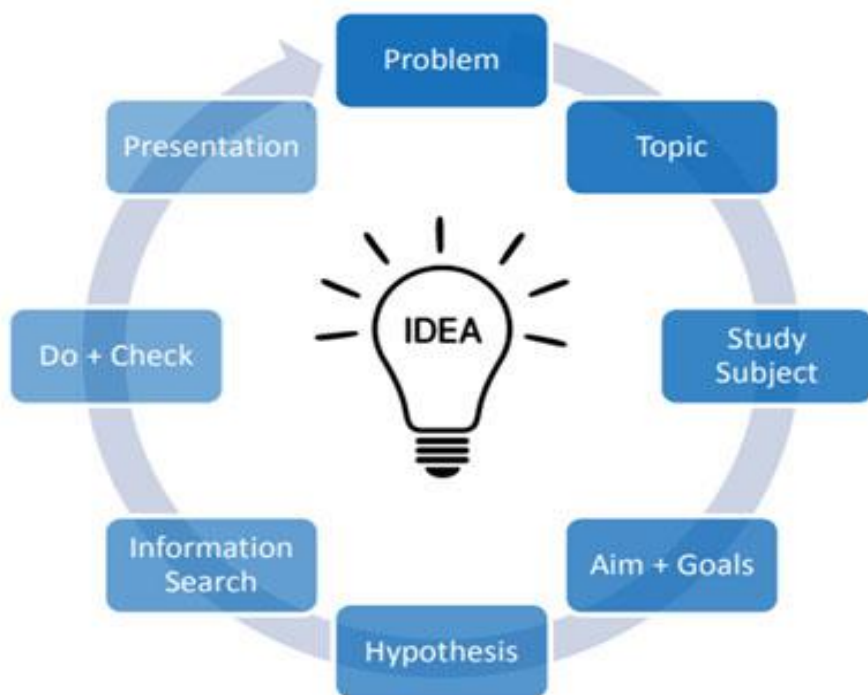 Problem
Topic
Study
Subject
Aim + Goals
Hypothesis
Information
Search
Do + Check
Presentation
IDEA